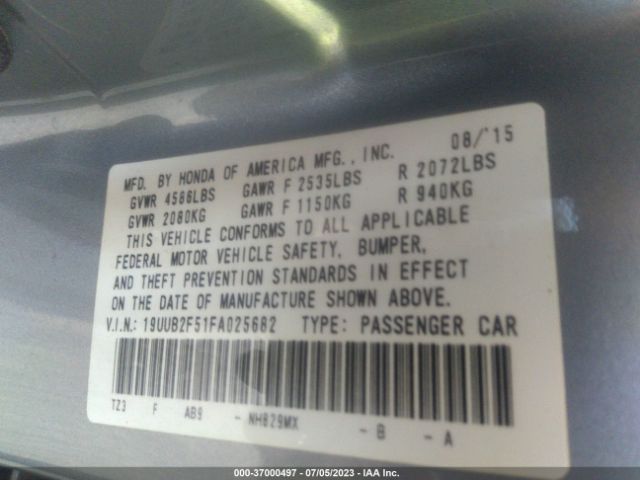 MFD. BY HONDA OF AMERICA MFG., INC. 08/'15
GVWR 4586LBS GAWR F 2535LBS R 2072LBS
GVWR 2080KG GAWR F 1150KG R 940KG
THIS VEHICLE CONFORMS TO ALL APPLICABLE
FEDERAL MOTOR VEHICLE SAFETY, BUMPER,
AND THEFT PREVENTION STANDARDS IN EFFECT
ON THE DATE OF MANUFACTURE SHOWN ABOVE.
V.I.N.: 19UUB2F51FA025682 TYPE: PASSENGER CAR
TZ3 F AB9 - NH829MX - B - A
000-37000497 - 07/05/2023 - IAA Inc.